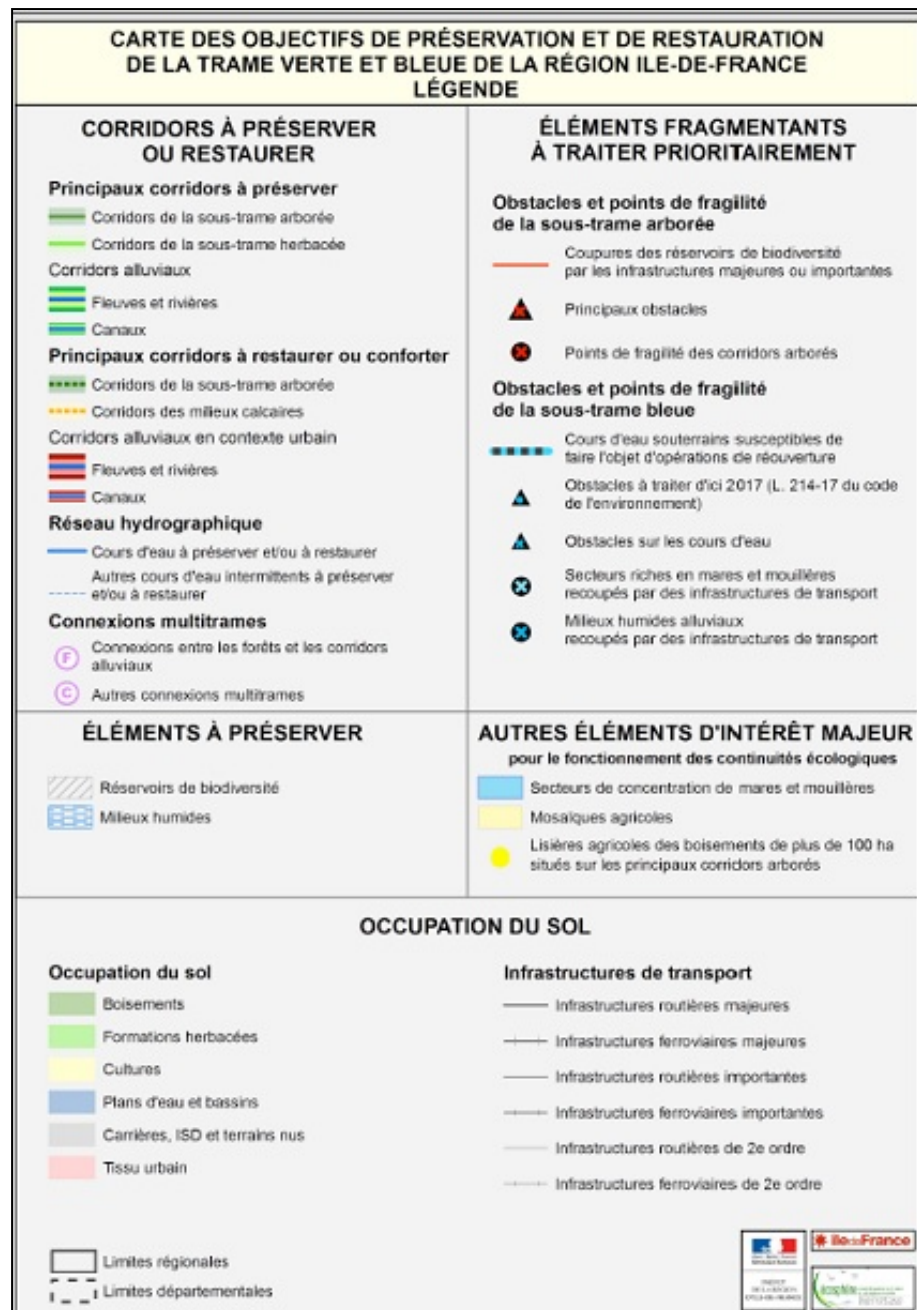 CARTE DES OBJECTIFS DE PRÉSERVATION ET DE RESTAURATION
DE LA TRAME VERTE ET BLEUE DE LA RÉGION ILE-DE-FRANCE
LÉGENDE
CORRIDORS À PRÉSERVER
OU RESTAURER
Principaux corridors à préserver
Corridors de la sous-trame arborée
Corridors de la sous-trame herbacée
Corridors alluviaux
Fleuves et rivières
Canaux
Principaux corridors à restaurer ou conforter
Corridors de la sous-trame arborée
Corridors des milieux calcaires
Corridors alluviaux en contexte urbain
Fleuves et rivières
Canaux
Réseau hydrographique
Cours d'eau à préserver et/ou à restaurer
Autres cours d'eau intermittents à préserver
et/ou à restaurer
Connexions multitrames
F
Connexions entre les forêts et les corridors
alluviaux
C
Autres connexions multitrames
ÉLÉMENTS FRAGMENTANTS
À TRAITER PRIORITAIREMENT
Obstacles et points de fragilité
de la sous-trame arborée
Coupures des réservoirs de biodiversité
par les infrastructures majeures ou importantes
Principaux obstacles
Points de fragilité des corridors arborés
Obstacles et points de fragilité
de la sous-trame bleue
Cours d'eau souterrains susceptibles de
faire l'objet d'opérations de réouverture
Obstacles à traiter d'ici 2017 (L. 214-17 du code
de l'environnement)
Obstacles sur les cours d'eau
Secteurs riches en mares et mouillères
recoupés par des infrastructures de transport
Milieux humides alluviaux
recoupés par des infrastructures de transport
ÉLÉMENTS À PRÉSERVER
Réservoirs de biodiversité
Milieux humides
AUTRES ÉLÉMENTS D'INTÉRÊT MAJEUR
pour le fonctionnement des continuités écologiques
Secteurs de concentration de mares et mouillères
Mosaïques agricoles
Lisières agricoles des boisements de plus de 100 ha
situés sur les principaux corridors arborés
OCCUPATION DU SOL
Occupation du sol
Boisements
Formations herbacées
Cultures
Plans d'eau et bassins
Carrières, ISD et terrains nus
Tissu urbain
Infrastructures de transport
Infrastructures routières majeures
Infrastructures ferroviaires majeures
Infrastructures routières importantes
Infrastructures ferroviaires importantes
Infrastructures routières de 2e ordre
Infrastructures ferroviaires de 2e ordre
Limites régionales
Limites départementales
PRÉFET
DE LA RÉGION
D'ILE-DE-FRANCE
île de France
écosphère